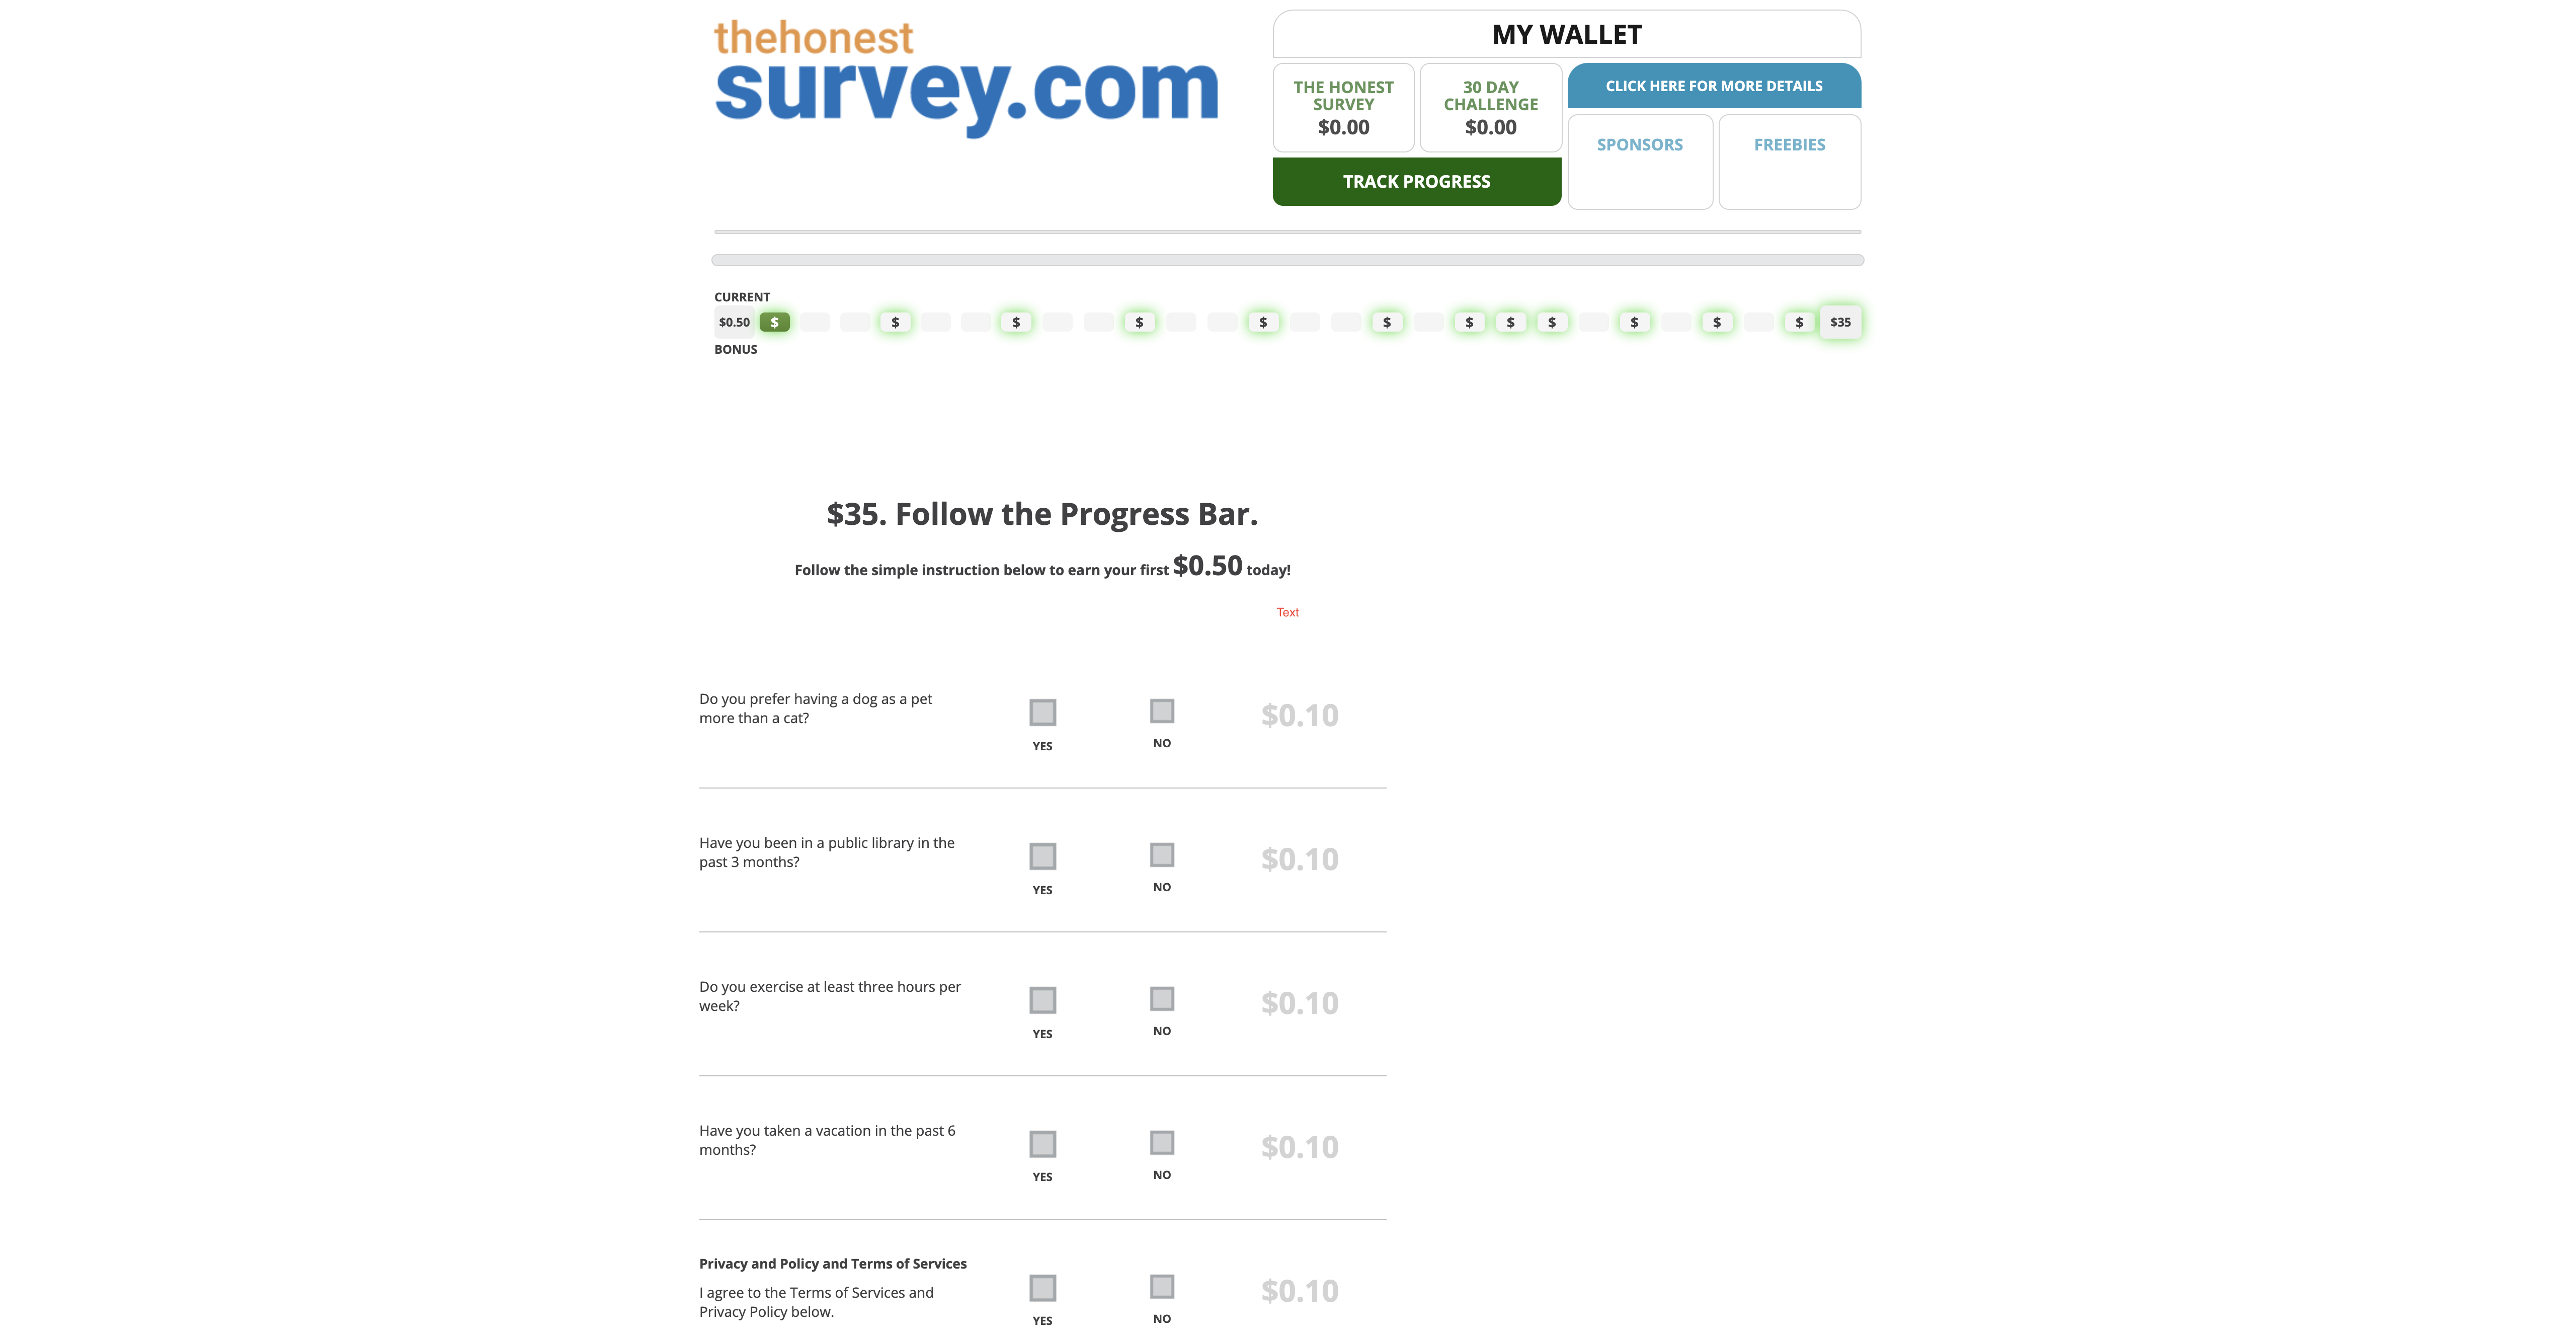 thehonest
survey.com
MY WALLET
THE HONEST
SURVEY
$0.00
30 DAY
CHALLENGE
$0.00
TRACK PROGRESS
CLICK HERE FOR MORE DETAILS
SPONSORS
FREEBIES
CURRENT
$0.50 $ $ $ $ $ $ $ $ $ $ $ $ $35
BONUS
$35. Follow the Progress Bar.
Follow the simple instruction below to earn your first $0.50 today!
Text
Do you prefer having a dog as a pet
more than a cat?
YES
NO
$0.10
Have you been in a public library in the
past 3 months?
YES
NO
$0.10
Do you exercise at least three hours per
week?
YES
NO
$0.10
Have you taken a vacation in the past 6
months?
YES
NO
$0.10
Privacy and Policy and Terms of Services
I agree to the Terms of Services and
Privacy Policy below.
YES
NO
$0.10